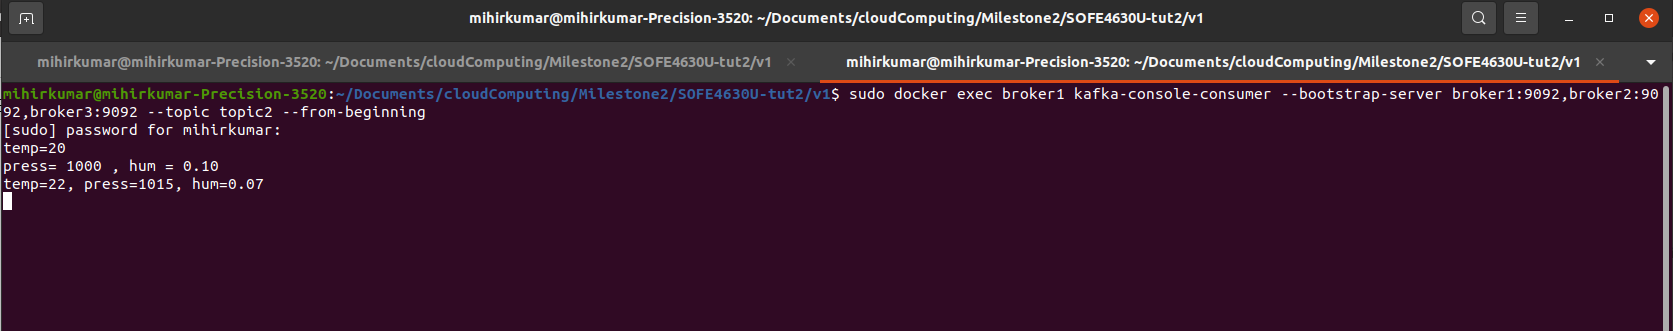 mihirkumar@mihirkumar-Precision-3520: ~/Documents/cloudComputing/Milestone2/SOFE4630U-tut2/v1
mihirkumar@mihirkumar-Precision-3520: ~/Documents/cloudComputing/Milestone2/SOFE4630U-tut2/v1 mihirkumar@mihirkumar-Precision-3520: ~/Documents/cloudComputing/Milestone2/SOFE4630U-tut2/v1
mihirkumar@mihirkumar-Precision-3520:~/Documents/cloudComputing/Milestone2/SOFE4630U-tut2/v1$ sudo docker exec broker1 kafka-console-consumer --bootstrap-server broker1:9092,broker2:90
92,broker3:9092 --topic topic2 --from-beginning
[sudo] password for mihirkumar:
temp=20
press= 1000 , hum = 0.10
temp=22, press=1015, hum=0.07